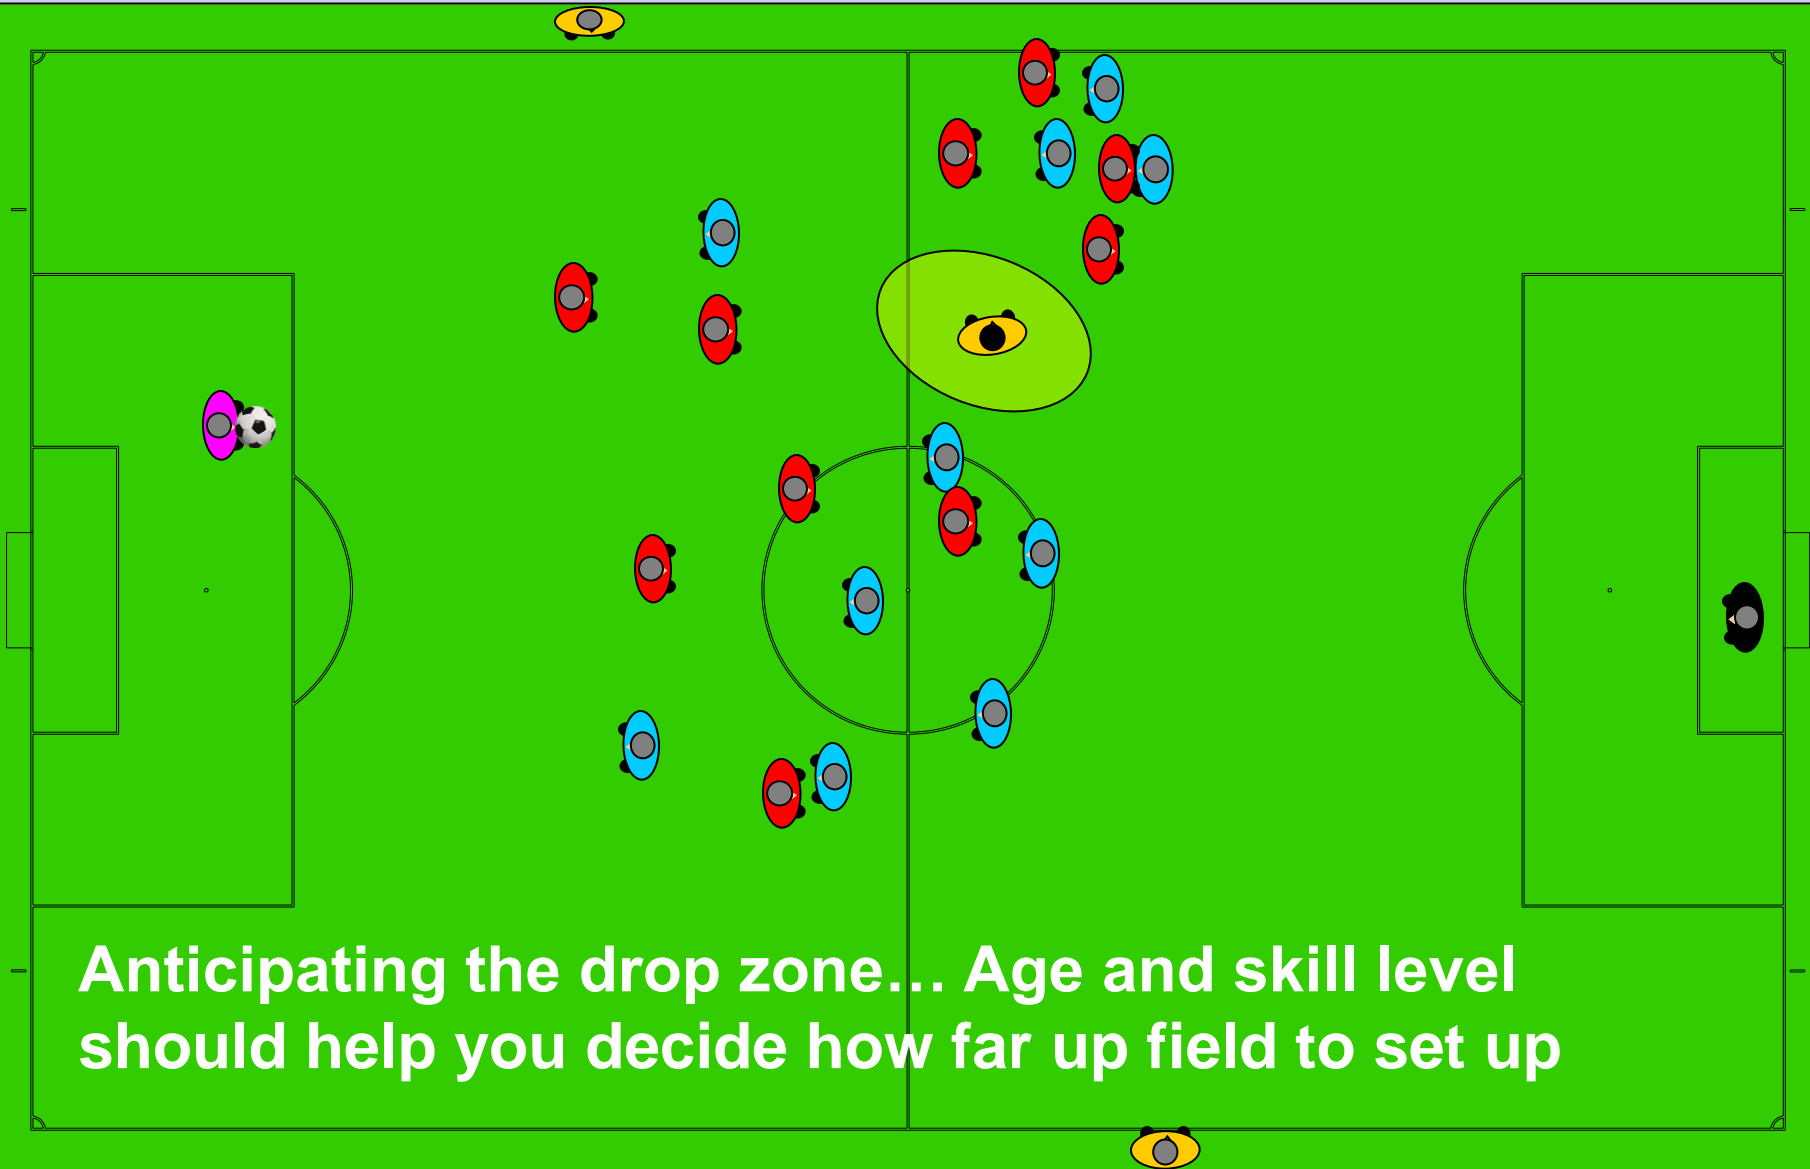 Anticipating the drop zone… Age and skill level
should help you decide how far up field to set up